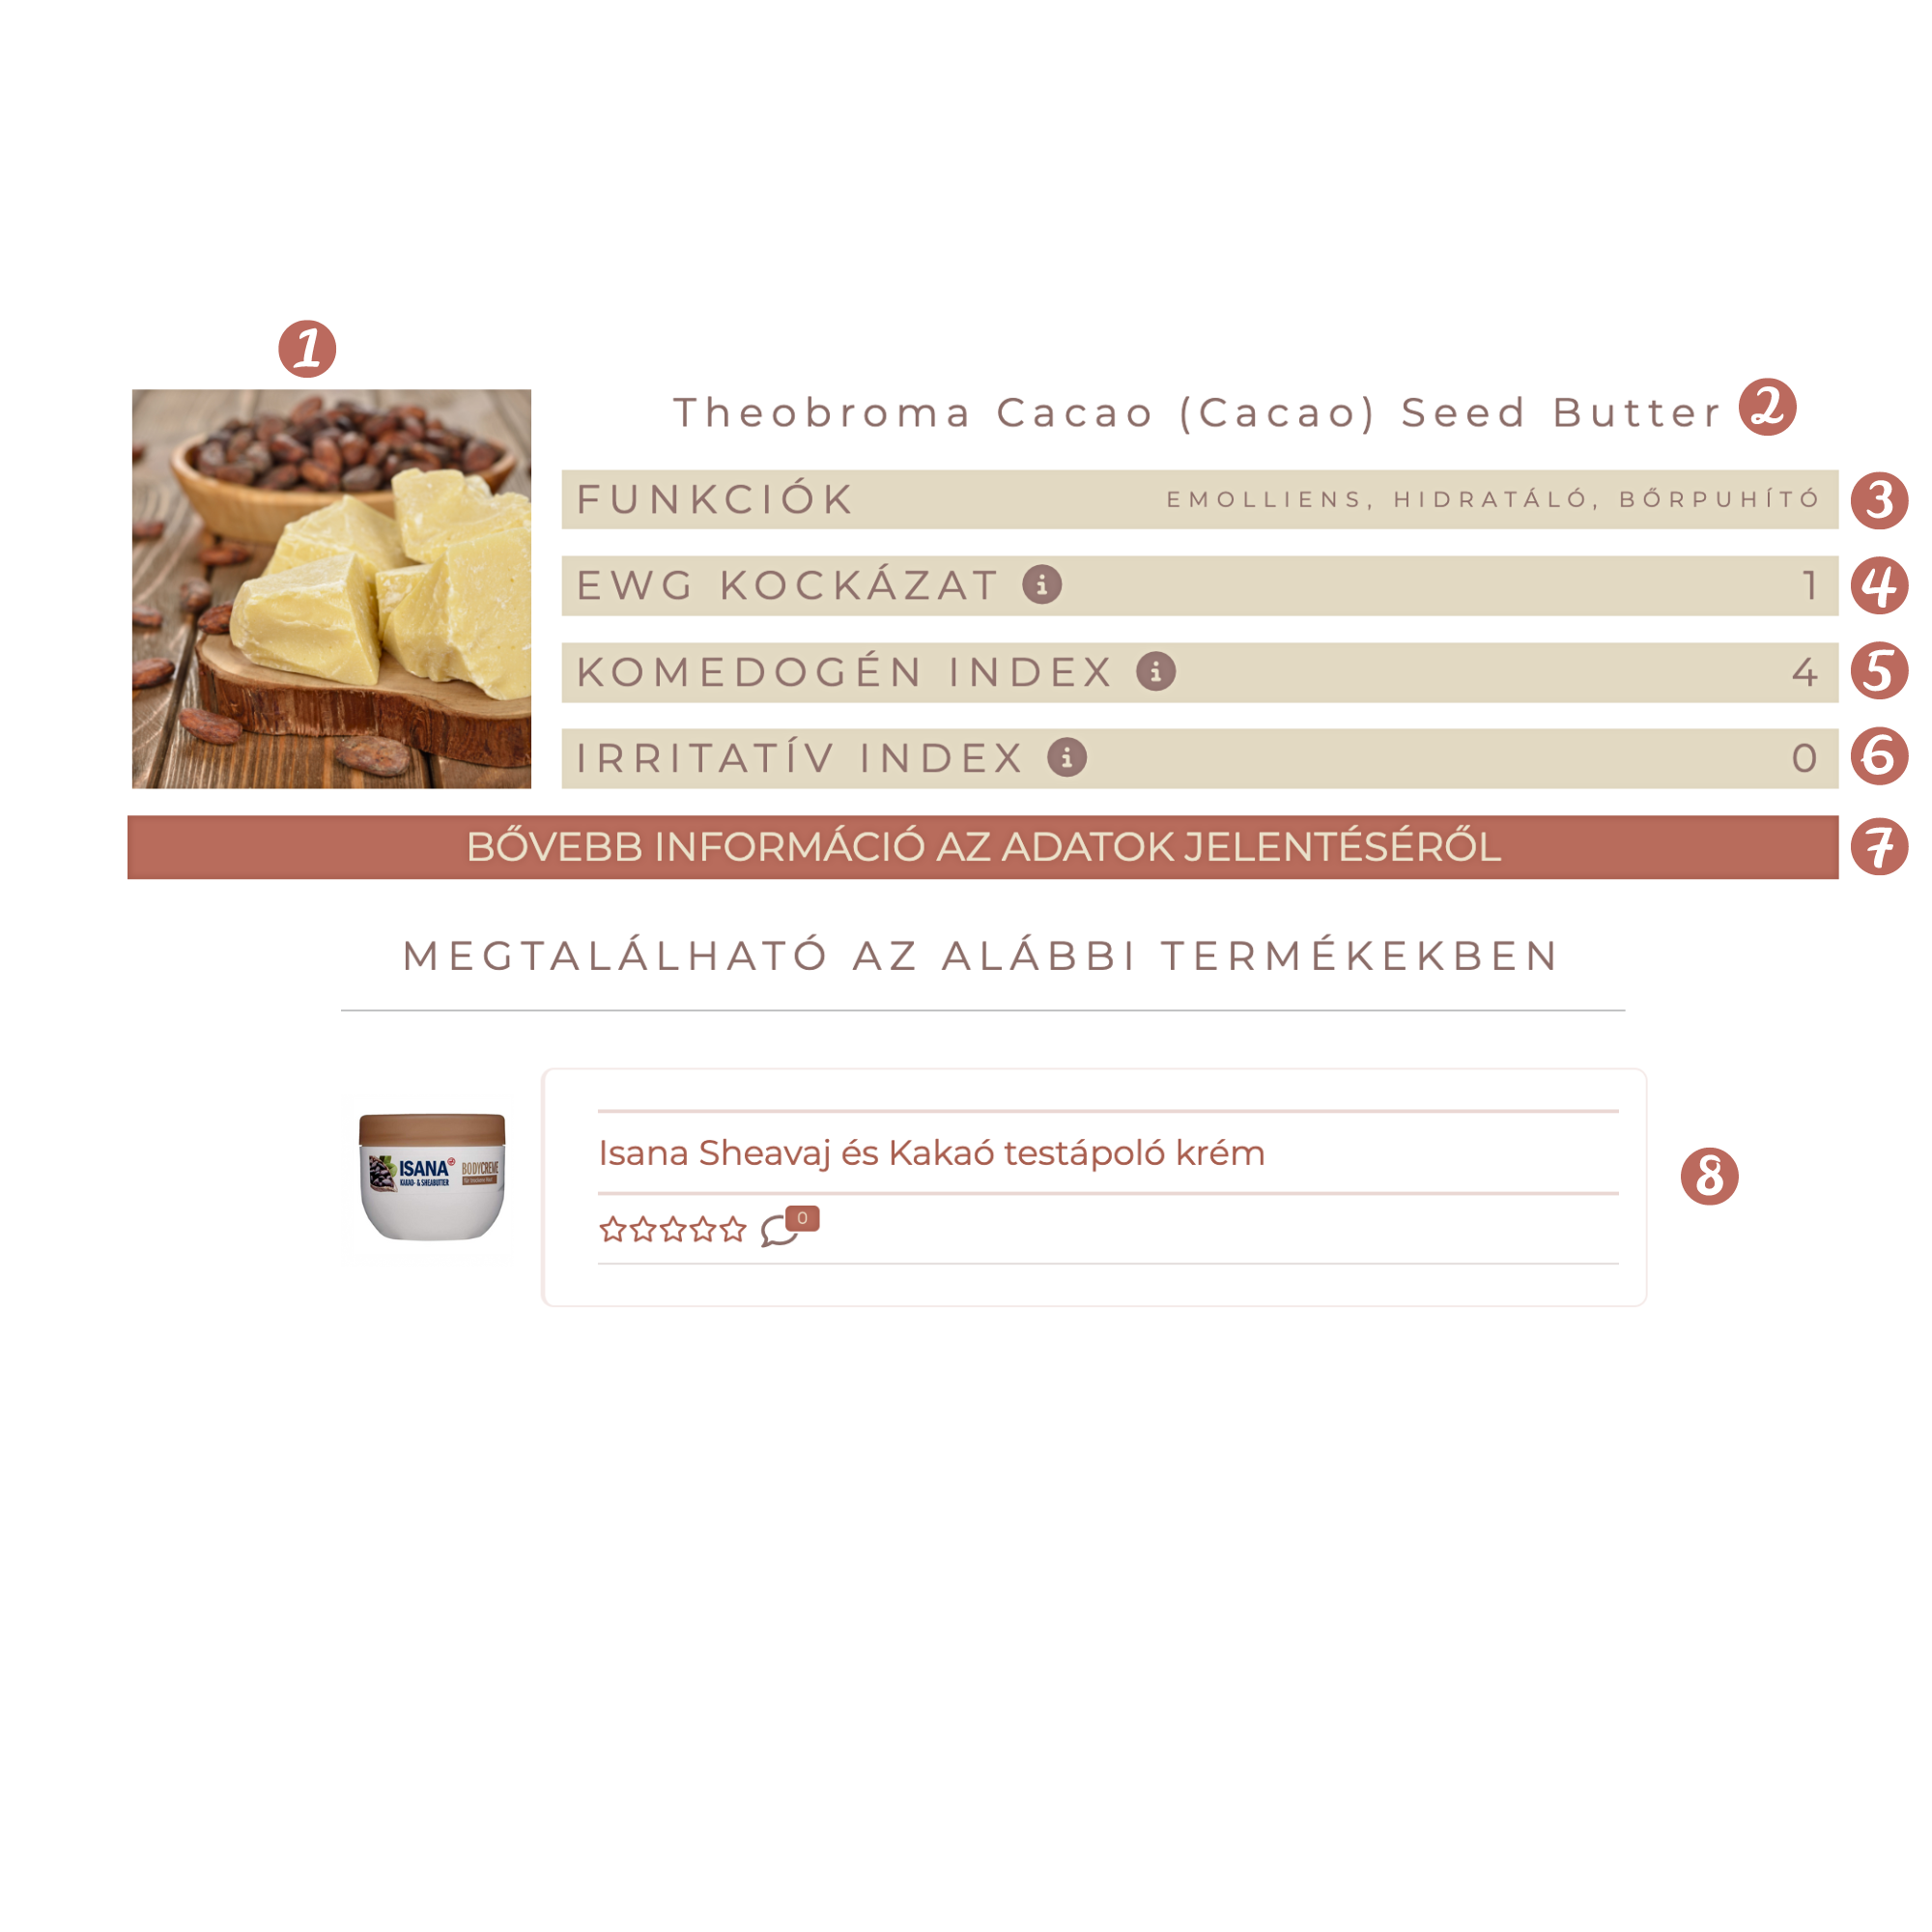 1
Theobroma Cacao (Cacao) Seed Butter 2
FUNKCIÓK EMOLLIENS, HIDRATÁLÓ, BŐRPUHÍTÓ 3
EWG KOCKÁZAT i 1 4
KOMEDOGÉN INDEX i 4 5
IRRITATÍV INDEX i 0 6
BŐVEBB INFORMÁCIÓ AZ ADATOK JELENTÉSÉRŐL 7
MEGTALÁLHATÓ AZ ALÁBBI TERMÉKEKBEN
ISANA BODYCREME
KAKAO- & SHEABUTTER
Isana Sheavaj és Kakaó testápoló krém
8
0